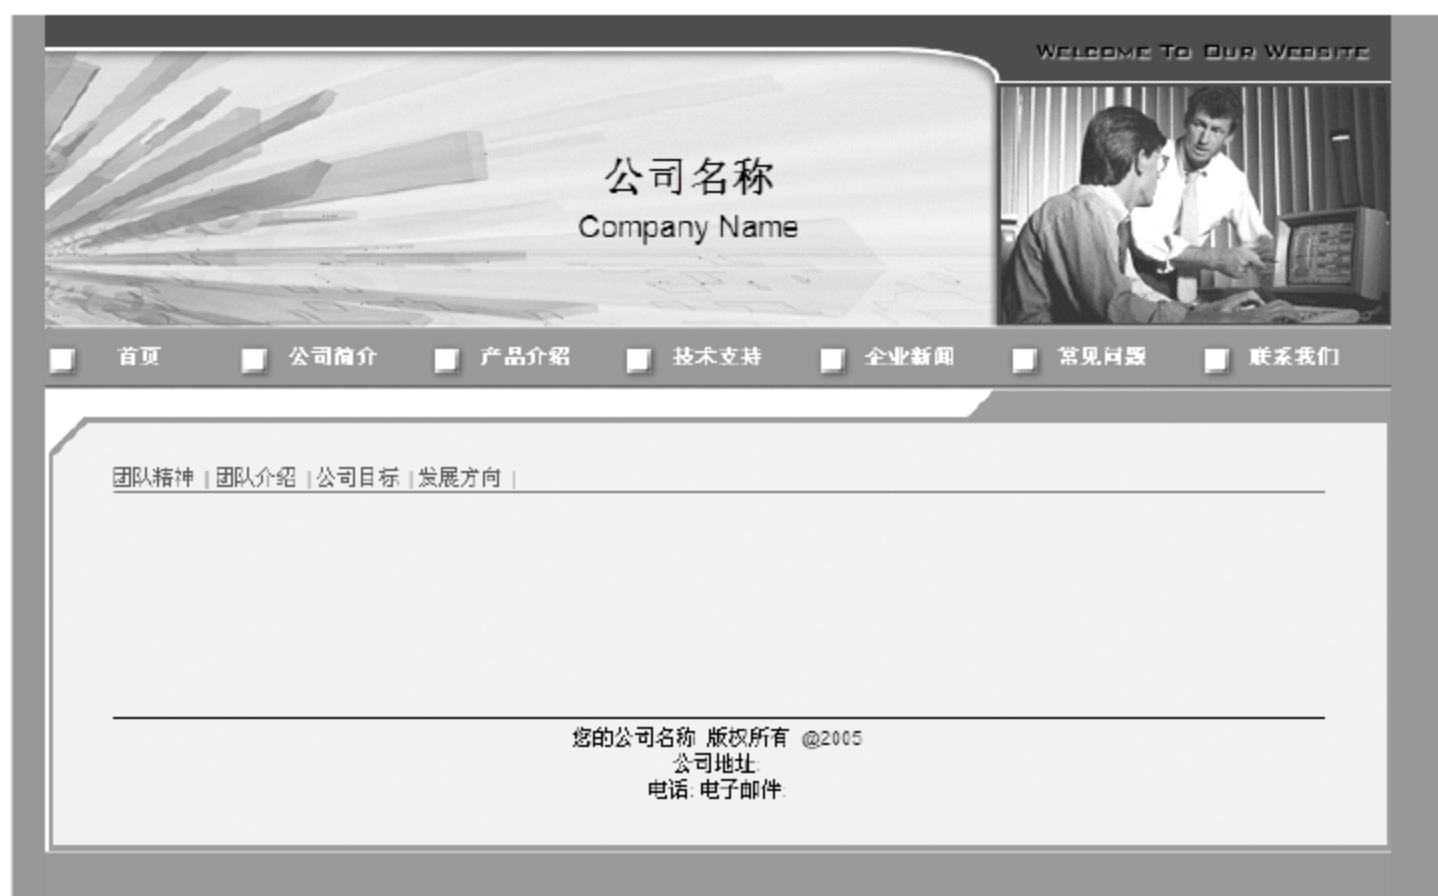 WELCOME TO OUR WEBSITE
公司名称
Company Name
首页 公司简介 产品介绍 技术支持 企业新闻 常见问题 联系我们
团队精神 | 团队介绍 | 公司目标 | 发展方向 |
您的公司名称 版权所有 @2005
公司地址:
电话: 电子邮件: